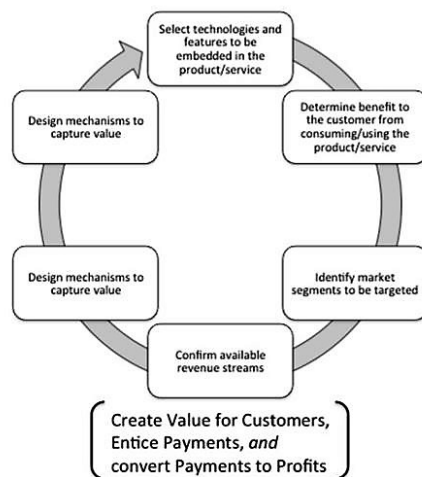 Select technologies and
features to be
embedded in the
product/service
Determine benefit to
the customer from
consuming/using the
product/service
Identify market
segments to be targeted
Confirm available
revenue streams
Design mechanisms to
capture value
Design mechanisms to
capture value
Create Value for Customers,
Entice Payments, and
convert Payments to Profits